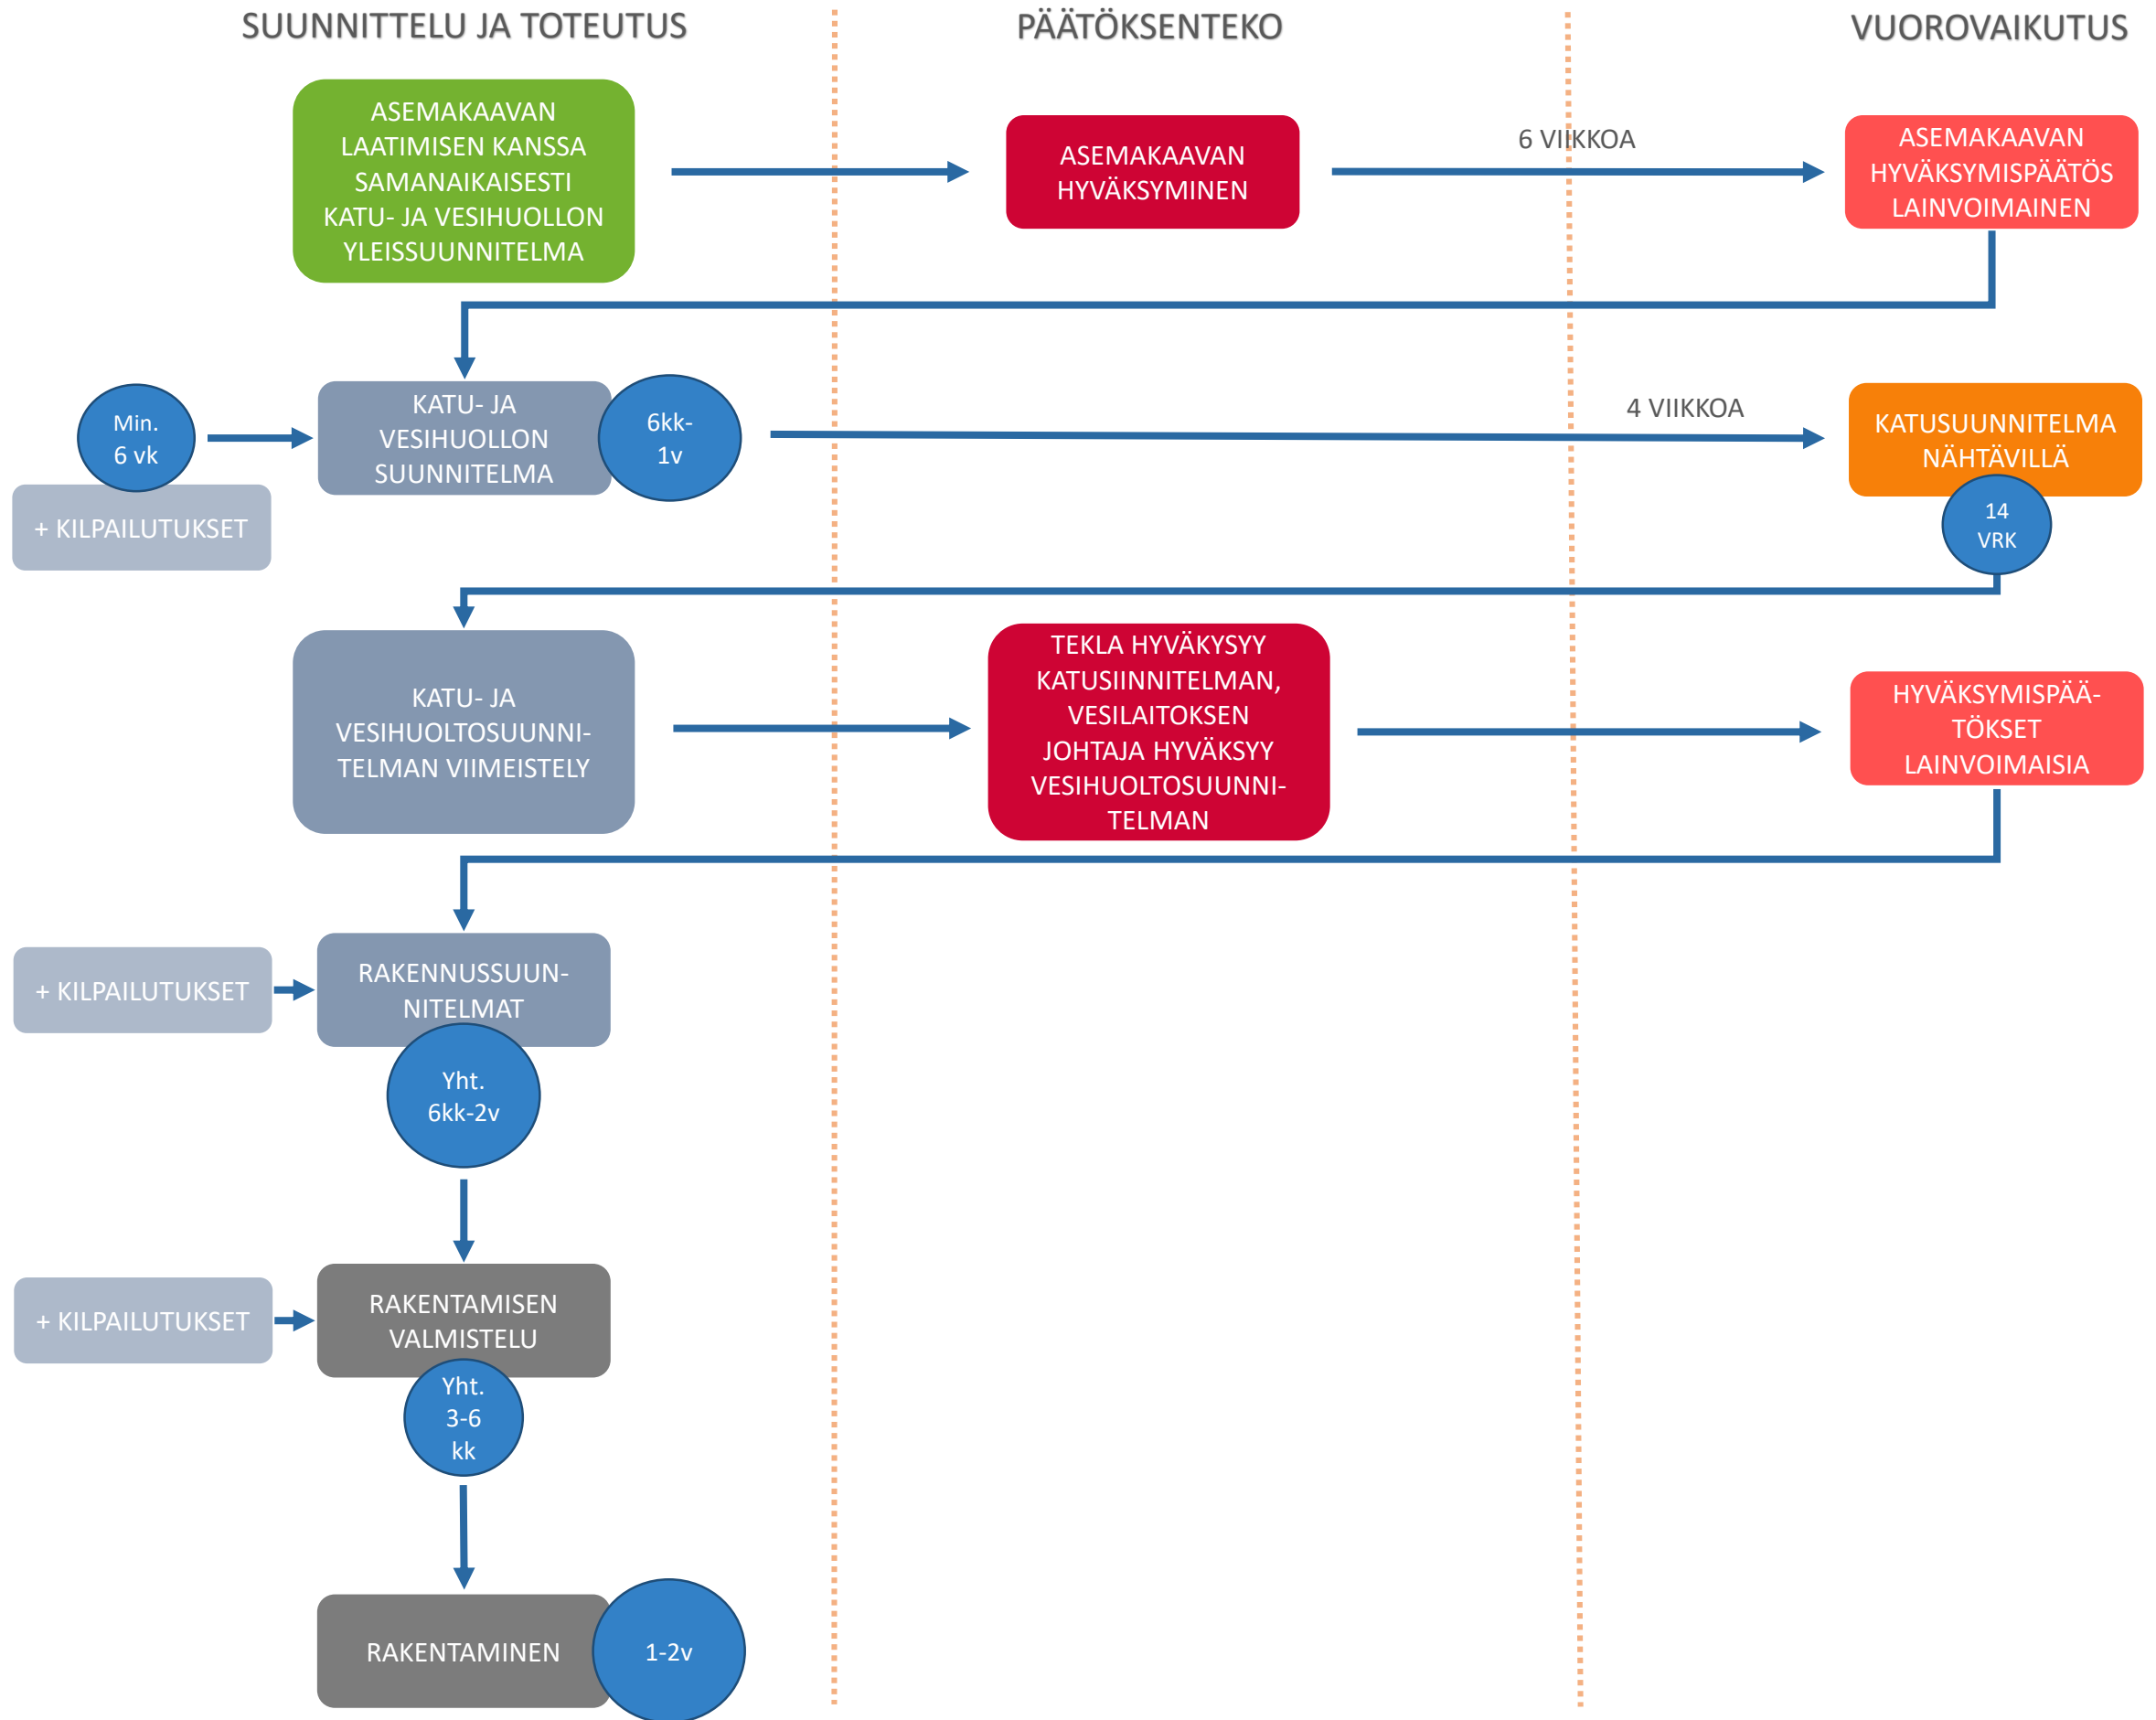 SUUNNITTELU JA TOTEUTUS
PÄÄTÖKSENTEKO
VUOROVAIKUTUS
ASEMAKAAVAN
LAATIMISEN KANSSA
SAMANAIKAISESTI
KATU- JA VESIHUOLLON
YLEISSUUNNITELMA
ASEMAKAAVAN
HYVÄKSYMINEN
6 VIIKKOA
ASEMAKAAVAN
HYVÄKSYMISPÄÄTÖS
LAINVOIMAINEN
Min.
6 vk
+ KILPAILUTUKSET
KATU- JA
VESIHUOLLON
SUUNNITELMA
6kk-
1v
4 VIIKKOA
KATUSUUNNITELMA
NÄHTÄVILLÄ
14
VRK
KATU- JA
VESIHUOLTOSUUNNI-
TELMAN VIIMEISTELY
TEKLA HYVÄKYSYY
KATUSIINNITELMAN,
VESILAITOKSEN
JOHTAJA HYVÄKSYY
VESIHUOLTOSUUNNI-
TELMAN
HYVÄKSYMISPÄÄ-
TÖKSET
LAINVOIMAISIA
+ KILPAILUTUKSET
RAKENNUSSUUN-
NITELMAT
Yht.
6kk-2v
+ KILPAILUTUKSET
RAKENTAMISEN
VALMISTELU
Yht.
3-6
kk
RAKENTAMINEN
1-2v